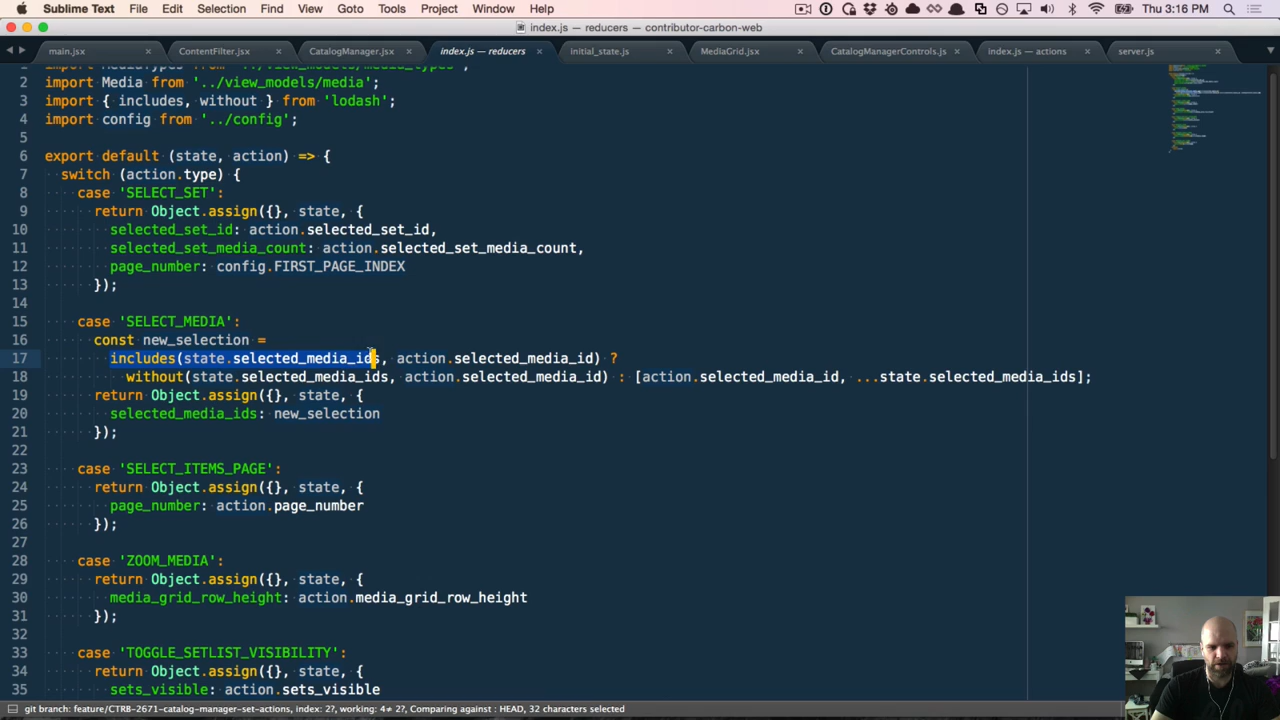 Sublime Text File Edit Selection Find View Goto Tools Project Window Help Thu 3:16 PM
index.js — reducers — contributor-carbon-web
main.jsx × ContentFilter.jsx × CatalogManager.jsx × index.js — reducers × initial_state.js × MediaGrid.jsx × CatalogManagerControls.js × index.js — actions × server.js ×
1 import MediaTypes from '../view_models/media_types';
2 import Media from '../view_models/media';
3 import { includes, without } from 'lodash';
4 import config from '../config';
5
6 export default (state, action) => {
7 switch (action.type) {
8 case 'SELECT_SET':
9 return Object.assign({}, state, {
10 selected_set_id: action.selected_set_id,
11 selected_set_media_count: action.selected_set_media_count,
12 page_number: config.FIRST_PAGE_INDEX
13 });
14
15 case 'SELECT_MEDIA':
16 const new_selection =
17 includes(state.selected_media_ids, action.selected_media_id) ?
18 without(state.selected_media_ids, action.selected_media_id) : [action.selected_media_id, ...state.selected_media_ids];
19 return Object.assign({}, state, {
20 selected_media_ids: new_selection
21 });
22
23 case 'SELECT_ITEMS_PAGE':
24 return Object.assign({}, state, {
25 page_number: action.page_number
26 });
27
28 case 'ZOOM_MEDIA':
29 return Object.assign({}, state, {
30 media_grid_row_height: action.media_grid_row_height
31 });
32
33 case 'TOGGLE_SETLIST_VISIBILITY':
34 return Object.assign({}, state, {
35 sets_visible: action.sets_visible
git branch: feature/CTRB-2671-catalog-manager-set-actions, index: 2?, working: 4≠ 2?, Comparing against : HEAD, 32 characters selected